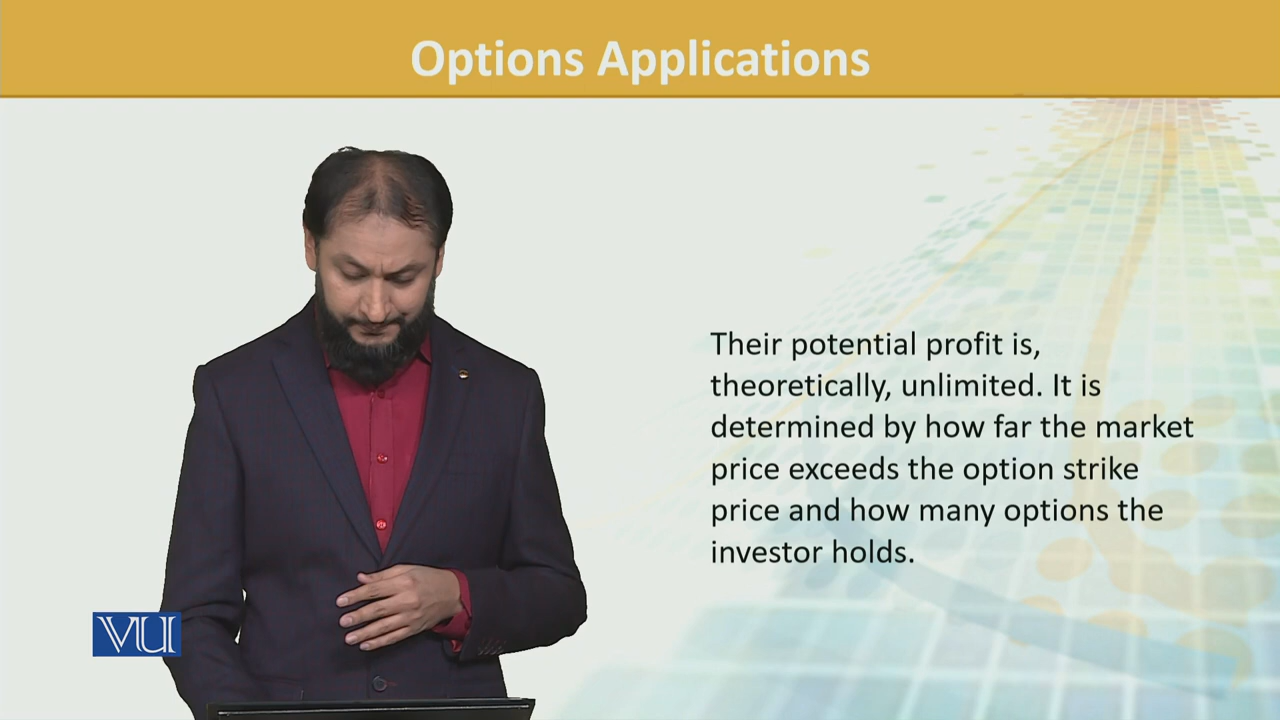 Options Applications
Their potential profit is,
theoretically, unlimited. It is
determined by how far the market
price exceeds the option strike
price and how many options the
investor holds.
VU